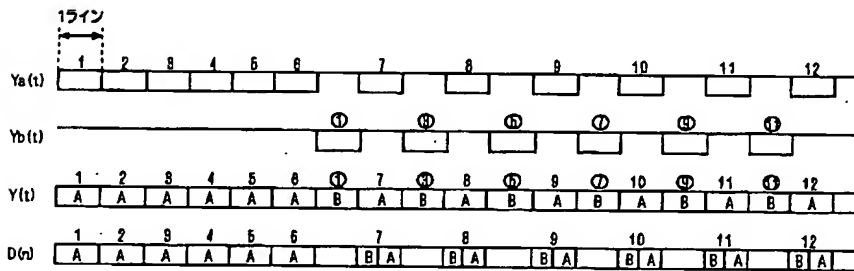 1ライン
Ya(t) 1 2 3 4 5 6 7 8 9 10 11 12
Yb(t) ① ③ ⑤ ⑦ ⑨ ⑪
1 2 3 4 5 6 ① 7 ③ 8 ⑤ 9 ⑦ 10 ⑨ 11 ⑪ 12
Y(t) A A A A A A B A B A B A B A B A B A
1 2 3 4 5 6 7 8 9 10 11 12
D(n) A A A A A A B A B A B A B A B A B A